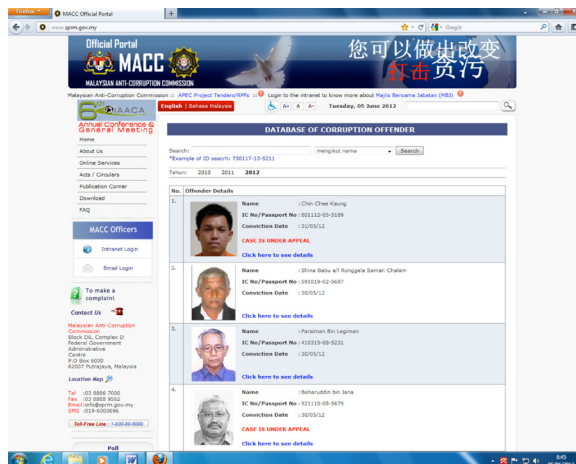 Firefox
MACC Official Portal
www.sprm.gov.my
Google
Official Portal
MACC
MALAYSIAN ANTI-CORRUPTION COMMISSION
您可以做出改变
打击贪污
Malaysian Anti-Corruption Commission :: APEC Project Tenders/RPFs ::
Login to the intranet to know more about Majlis Bersama Jabatan (MBJ)
English | Bahasa Malaysia
A+ A A-
Tuesday, 05 June 2012
6th IAACA
Annual Conference &
General Meeting
Home
About Us
Online Services
Acts / Circulars
Publication Corner
Download
FAQ
MACC Officers
Intranet Login
Email Login
To make a
complaint
Contact Us
Malaysian Anti-Corruption
Commission
Block D6, Complex D
Federal Government
Administrative
Centre
P.O Box 6000
62007 Putrajaya, Malaysia
Location Map
Tel :03 8886 7000
Fax :03 8888 9562
Email :info@sprm.gov.my
SMS :019-6000696
Toll-Free Line : 1-800-88-6000
Poll
DATABASE OF CORRUPTION OFFENDER
Search:
mengikut nama
Search
*Example of ID search: 730117-13-5211
Tahun: 2010 2011 2012
No. Offender Details
1.
Name : Chin Chee Kaung
IC No/Passport No : 801112-05-5189
Conviction Date : 31/05/12
CASE IS UNDER APPEAL
Click here to see details
2.
Name : Shina Babu a/l Ronggala Saman Chalam
IC No/Passport No : 591019-02-5687
Conviction Date : 30/05/12
Click here to see details
3.
Name : Parsiman Bin Legiman
IC No/Passport No : 410315-08-5231
Conviction Date : 30/05/12
Click here to see details
4.
Name : Baharuddin bin Jana
IC No/Passport No : 521110-08-5679
Conviction Date : 30/05/12
CASE IS UNDER APPEAL
Click here to see details
8:45